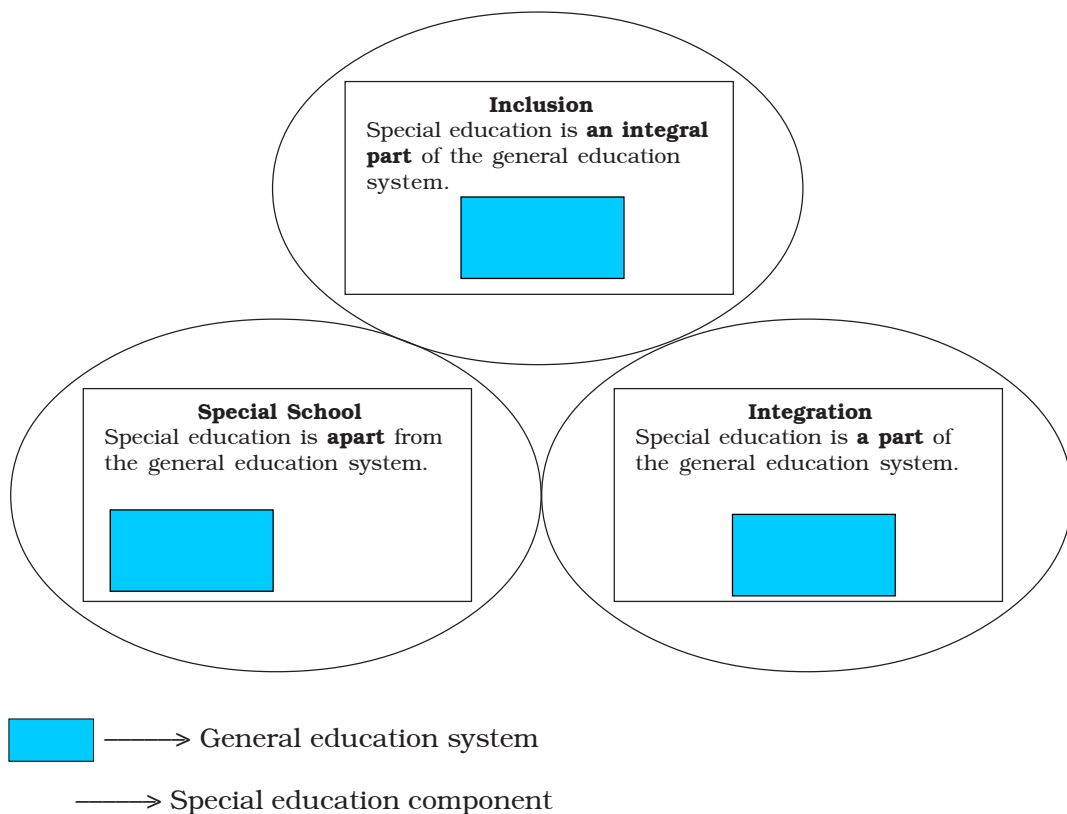 Inclusion
Special education is an integral
part of the general education
system.
Special School
Special education is apart from
the general education system.
Integration
Special education is a part of
the general education system.
General education system
Special education component